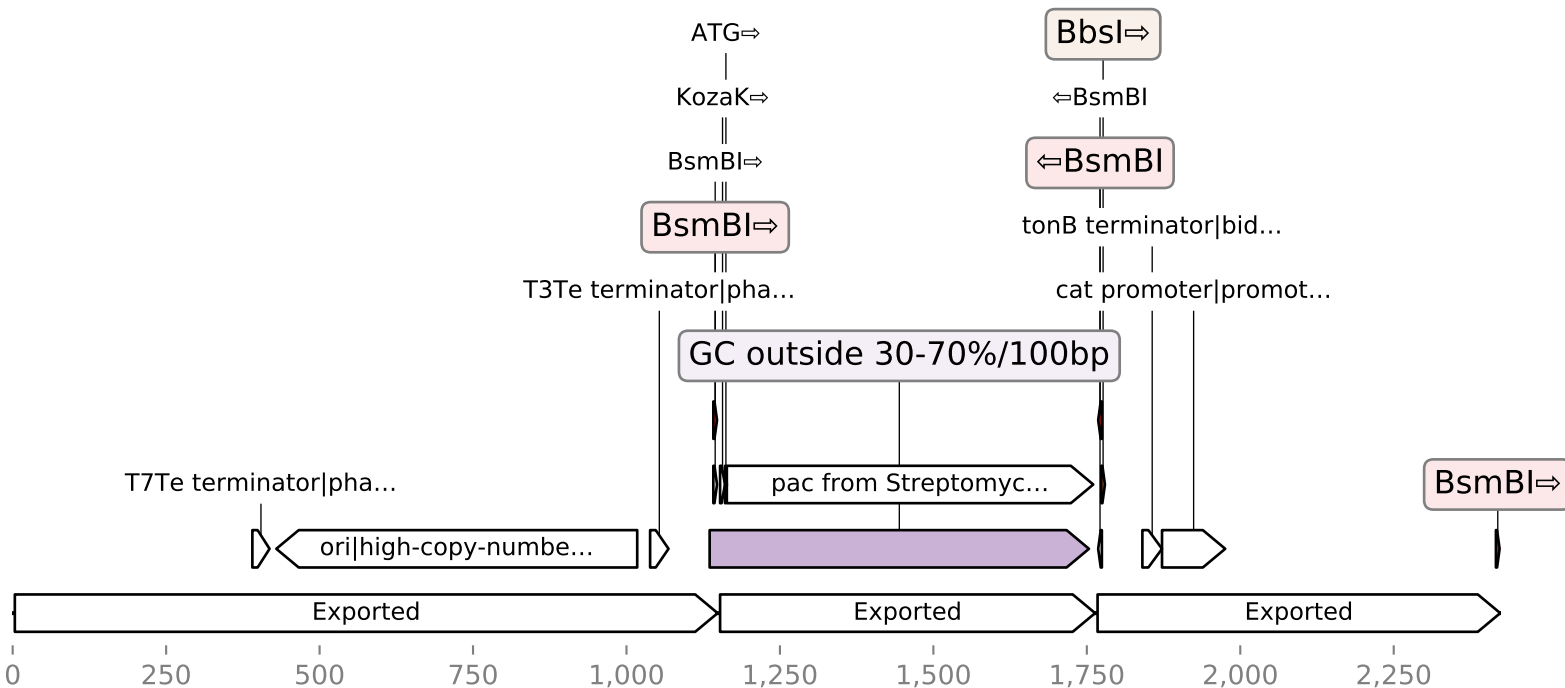 ATG⇨
BbsI⇨
KozaK⇨
⇦BsmBI
BsmBI⇨
⇦BsmBI
BsmBI⇨
tonB terminator|bid...
T3Te terminator|pha...
cat promoter|promot...
GC outside 30-70%/100bp
T7Te terminator|pha...
pac from Streptomyc...
BsmBI⇨
ori|high-copy-numbe...
Exported
Exported
Exported
0 250 500 750 1,000 1,250 1,500 1,750 2,000 2,250